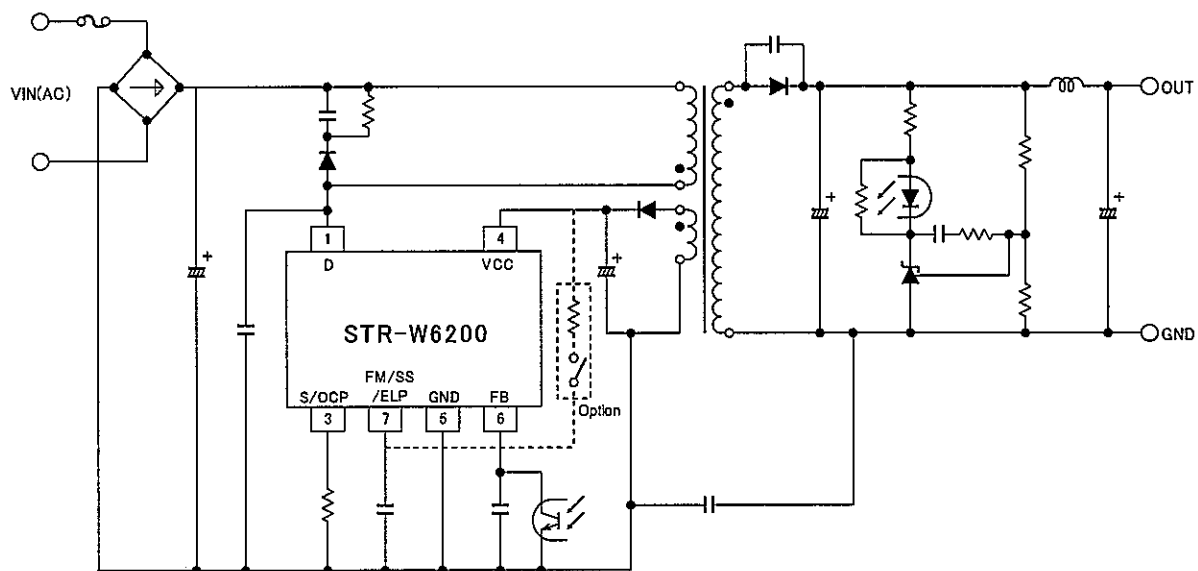 VIN(AC)
OUT
+
+
+
+
1
4
D
VCC
STR-W6200
GND
FM/SS
S/OCP
/ELP
GND
FB
Option
3
7
5
6